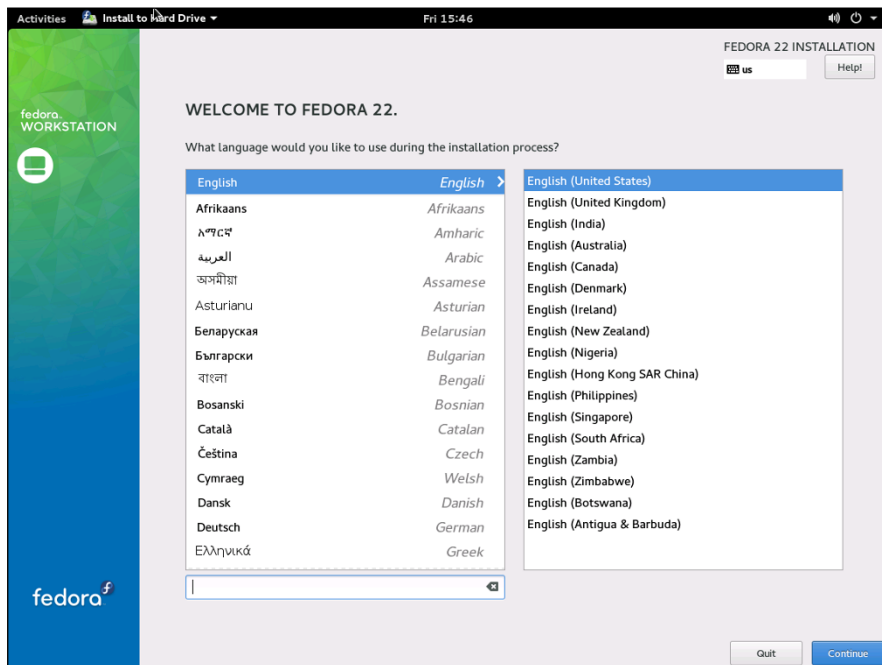 Activities Install to Hard Drive Fri 15:46
FEDORA 22 INSTALLATION
us Help!
fedora.
WORKSTATION
WELCOME TO FEDORA 22.
What language would you like to use during the installation process?
English English
Afrikaans Afrikaans
አማርኛ Amharic
العربية Arabic
অসমীয়া Assamese
Asturianu Asturian
Беларуская Belarusian
Български Bulgarian
বাংলা Bengali
Bosanski Bosnian
Català Catalan
Čeština Czech
Cymraeg Welsh
Dansk Danish
Deutsch German
Ελληνικά Greek
English (United States)
English (United Kingdom)
English (India)
English (Australia)
English (Canada)
English (Denmark)
English (Ireland)
English (New Zealand)
English (Nigeria)
English (Hong Kong SAR China)
English (Philippines)
English (Singapore)
English (South Africa)
English (Zambia)
English (Zimbabwe)
English (Botswana)
English (Antigua & Barbuda)
fedora
Quit Continue